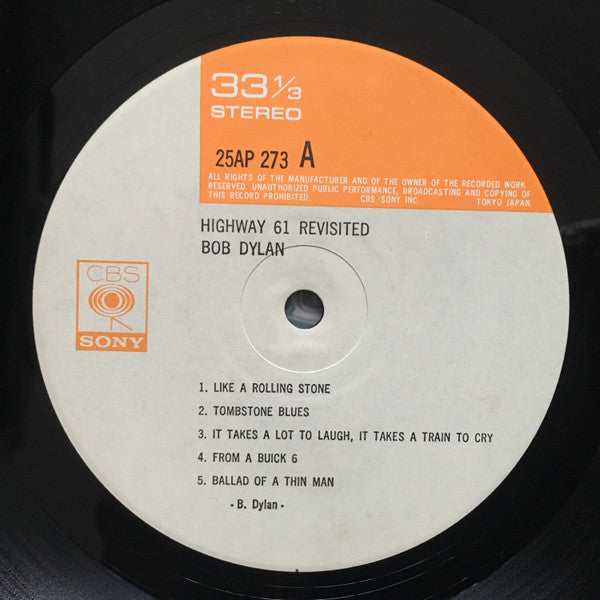 33 1/3
STEREO
25AP 273 A
ALL RIGHTS OF THE MANUFACTURER AND OF THE OWNER OF THE RECORDED WORK
RESERVED. UNAUTHORIZED PUBLIC PERFORMANCE, BROADCASTING AND COPYING OF
THIS RECORD PROHIBITED. CBS/SONY INC. TOKYO JAPAN.
HIGHWAY 61 REVISITED
BOB DYLAN
CBS
SONY
1. LIKE A ROLLING STONE
2. TOMBSTONE BLUES
3. IT TAKES A LOT TO LAUGH, IT TAKES A TRAIN TO CRY
4. FROM A BUICK 6
5. BALLAD OF A THIN MAN
- B. Dylan -